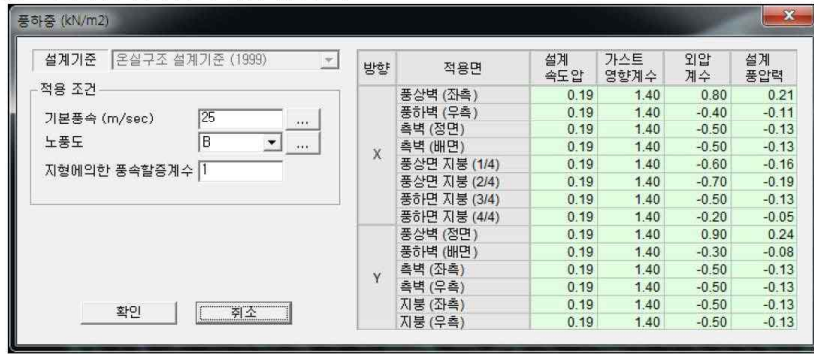 풍하중 (kN/m2)
설계기준 온실구조 설계기준 (1999)
적용 조건
기본풍속 (m/sec) 25 ...
노풍도 B ...
지형에의한 풍속할증계수 1
확인 취소
방향 적용면 설계 속도압 가스트 영향계수 외압 계수 설계 풍압력
X
풍상벽 (좌측) 0.19 1.40 0.80 0.21
풍하벽 (우측) 0.19 1.40 -0.40 -0.11
측벽 (정면) 0.19 1.40 -0.50 -0.13
측벽 (배면) 0.19 1.40 -0.50 -0.13
풍상면 지붕 (1/4) 0.19 1.40 -0.60 -0.16
풍상면 지붕 (2/4) 0.19 1.40 -0.70 -0.19
풍하면 지붕 (3/4) 0.19 1.40 -0.50 -0.13
풍하면 지붕 (4/4) 0.19 1.40 -0.20 -0.05
Y
풍상벽 (정면) 0.19 1.40 0.90 0.24
풍하벽 (배면) 0.19 1.40 -0.30 -0.08
측벽 (좌측) 0.19 1.40 -0.50 -0.13
측벽 (우측) 0.19 1.40 -0.50 -0.13
지붕 (좌측) 0.19 1.40 -0.50 -0.13
지붕 (우측) 0.19 1.40 -0.50 -0.13